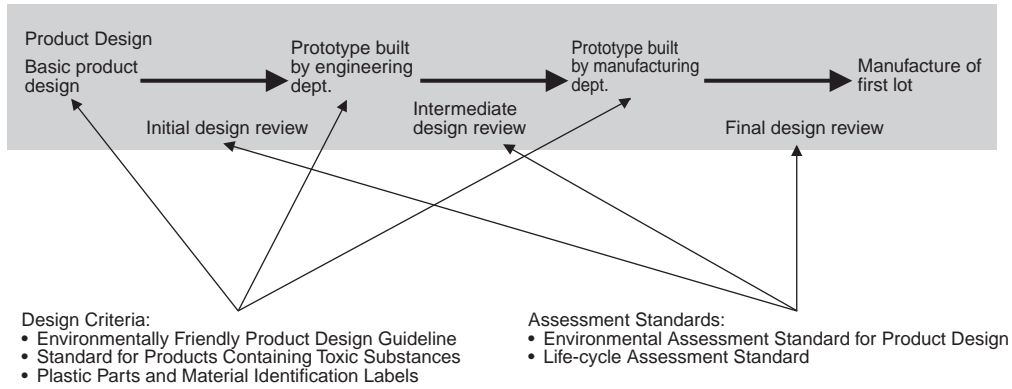 Product Design
Basic product
design
Prototype built
by engineering
dept.
Prototype built
by manufacturing
dept.
Manufacture of
first lot
Initial design review
Intermediate
design review
Final design review
Design Criteria:
• Environmentally Friendly Product Design Guideline
• Standard for Products Containing Toxic Substances
• Plastic Parts and Material Identification Labels
Assessment Standards:
• Environmental Assessment Standard for Product Design
• Life-cycle Assessment Standard